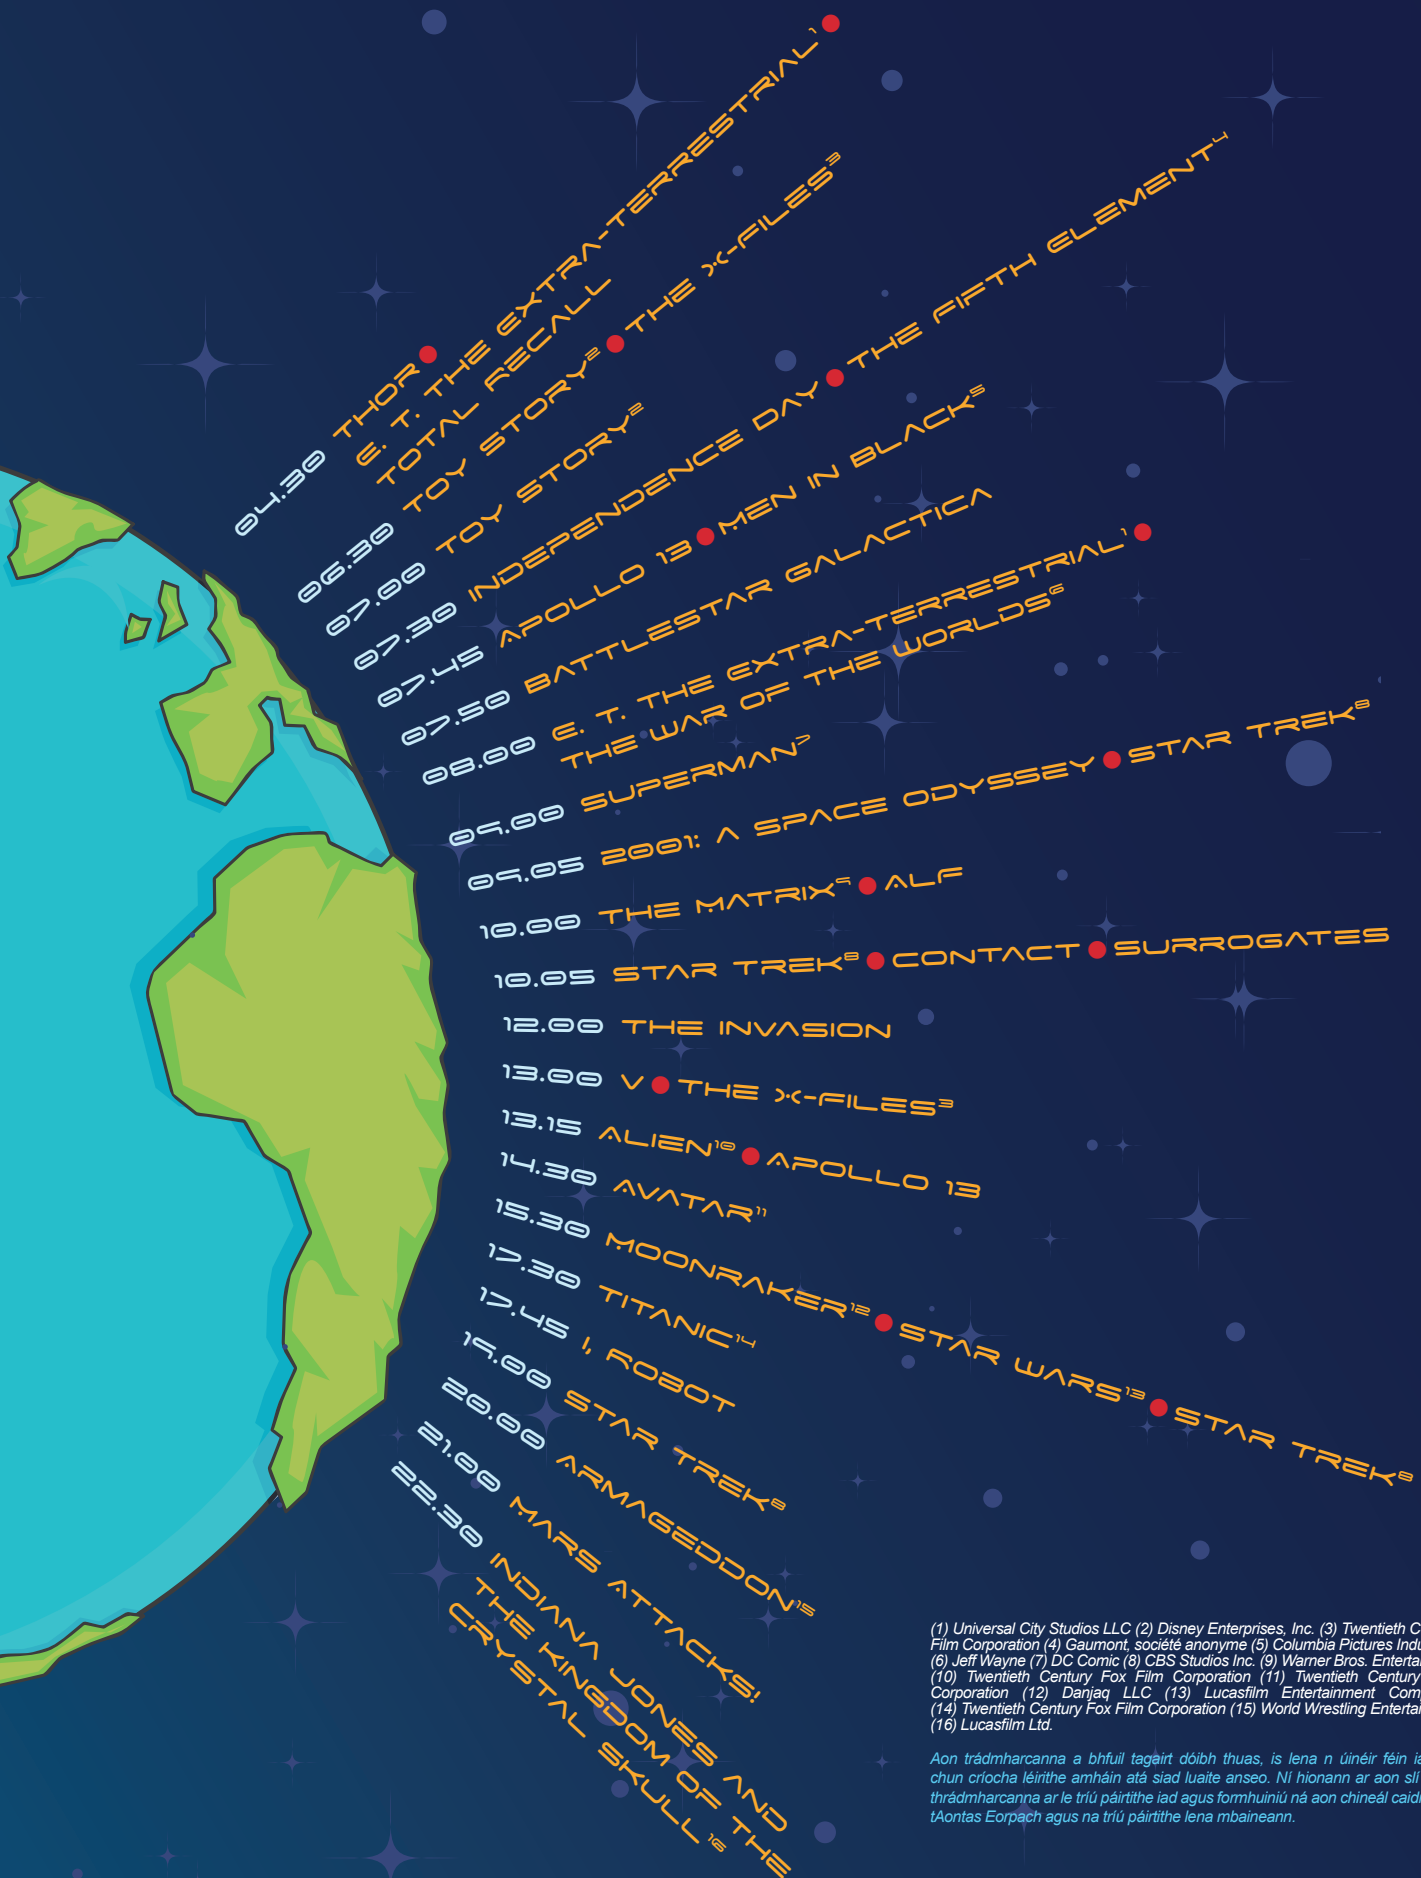 04.30 THOR • E. T. THE EXTRA-TERRESTRIAL¹ •
TOTAL RECALL
06.30 TOY STORY² • THE X-FILES³
07.00 TOY STORY²
07.30 INDEPENDENCE DAY • THE FIFTH ELEMENT⁴
07.45 APOLLO 13 • MEN IN BLACK⁵
07.50 BATTLESTAR GALACTICA
08.00 E. T. THE EXTRA-TERRESTRIAL¹ •
THE WAR OF THE WORLDS⁶
09.00 SUPERMAN⁷
09.05 2001: A SPACE ODYSSEY • STAR TREK⁸
10.00 THE MATRIX⁹ • ALF
10.05 STAR TREK⁸ • CONTACT • SURROGATES
12.00 THE INVASION
13.00 V • THE X-FILES³
13.15 ALIEN¹⁰ • APOLLO 13
14.30 AVATAR¹¹
15.30 MOONRAKER¹² • STAR WARS¹³ • STAR TREK⁸
17.30 TITANIC¹⁴
17.45 I, ROBOT
19.00 STAR TREK⁸
20.00 ARMAGEDDON¹⁵
21.00 MARS ATTACKS!
22.30 INDIANA JONES AND
THE KINGDOM OF THE
CRYSTAL SKULL¹⁶
(1) Universal City Studios LLC (2) Disney Enterprises, Inc. (3) Twentieth C
Film Corporation (4) Gaumont, société anonyme (5) Columbia Pictures Indu
(6) Jeff Wayne (7) DC Comic (8) CBS Studios Inc. (9) Warner Bros. Enterta
(10) Twentieth Century Fox Film Corporation (11) Twentieth Century
Corporation (12) Danjaq LLC (13) Lucasfilm Entertainment Com
(14) Twentieth Century Fox Film Corporation (15) World Wrestling Entertai
(16) Lucasfilm Ltd.
Aon trádmharcanna a bhfuil tagairt dóibh thuas, is lena n úinéir féin ia
chun críocha léirithe amháin atá siad luaite anseo. Ní hionann ar aon slí
thrádmharcanna ar le tríú páirtithe iad agus formhuiniú ná aon chineál caid
tAontas Eorpach agus na tríú páirtithe lena mbaineann.